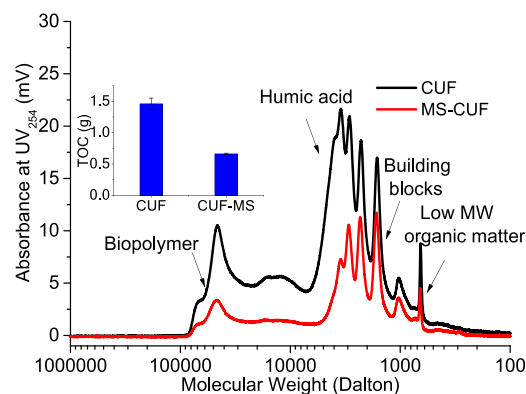 30
25
20
15
10
5
0
Absorbance at UV254 (mV)
1.5
1.0
0.5
0.0
TOC (g)
CUF CUF-MS
CUF
MS-CUF
Humic acid
Building
blocks
Low MW
organic matter
Biopolymer
1000000 100000 10000 1000 100
Molecular Weight (Dalton)